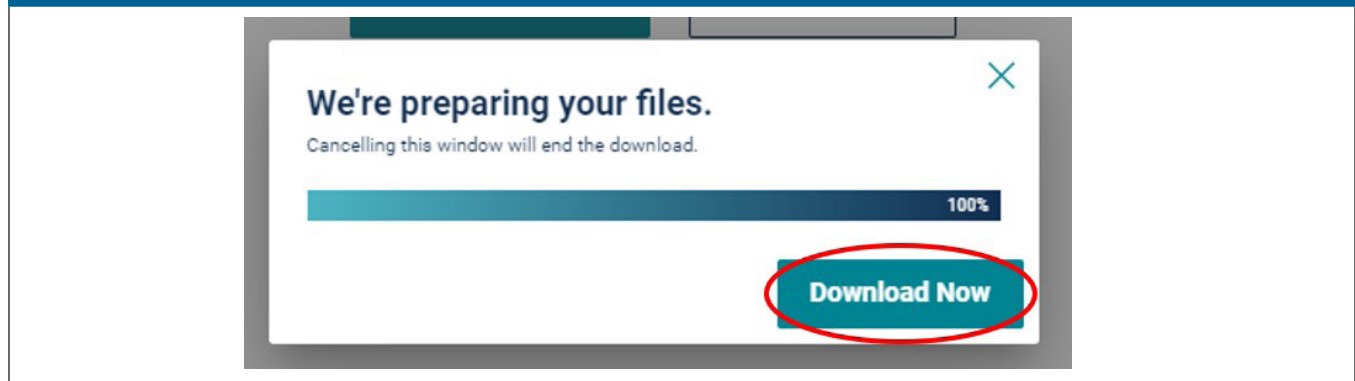 We're preparing your files.
Cancelling this window will end the download.
100%
Download Now